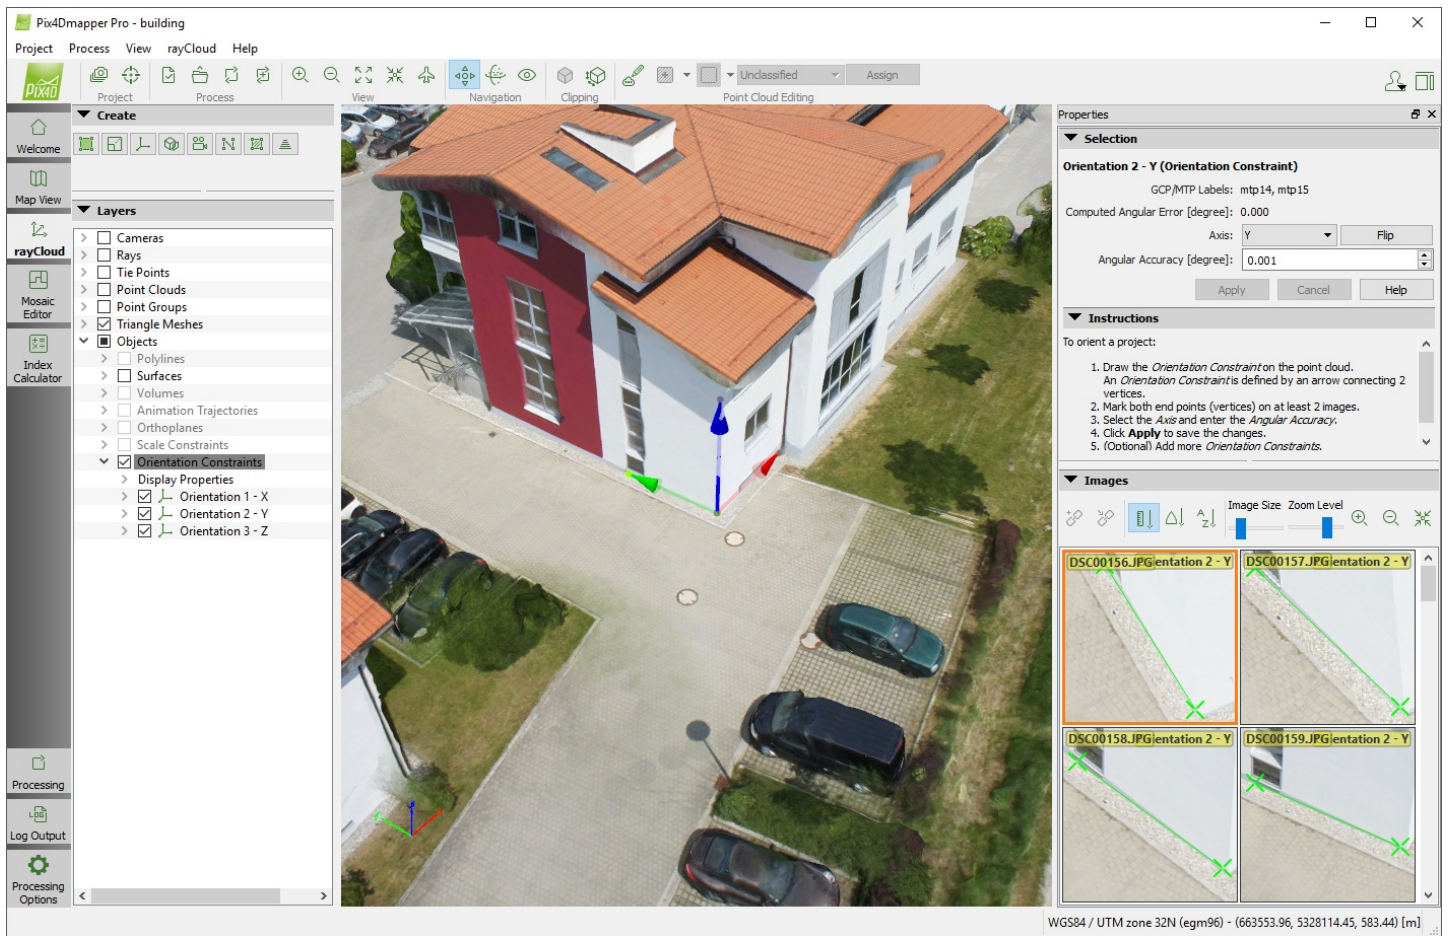 Pix4Dmapper Pro - building
Project Process View rayCloud Help
PIX4D
Unclassified Assign
Project Process View Navigation Clipping Point Cloud Editing
Welcome
Map View
rayCloud
Mosaic
Editor
Index
Calculator
Processing
Log Output
Processing
Options
Create
Layers
Cameras
Rays
Tie Points
Point Clouds
Point Groups
Triangle Meshes
Objects
Polylines
Surfaces
Volumes
Animation Trajectories
Orthoplanes
Scale Constraints
Orientation Constraints
Display Properties
Orientation 1 - X
Orientation 2 - Y
Orientation 3 - Z
Properties
Selection
Orientation 2 - Y (Orientation Constraint)
GCP/MTP Labels: mtp14, mtp15
Computed Angular Error [degree]: 0.000
Axis: Y Flip
Angular Accuracy [degree]: 0.001
Apply Cancel Help
Instructions
To orient a project:
1. Draw the Orientation Constraint on the point cloud.
An Orientation Constraint is defined by an arrow connecting 2
vertices.
2. Mark both end points (vertices) on at least 2 images.
3. Select the Axis and enter the Angular Accuracy.
4. Click Apply to save the changes.
5. (Optional) Add more Orientation Constraints.
Images
Image Size Zoom Level
DSC00156.JPG entation 2 - Y
DSC00157.JPG entation 2 - Y
DSC00158.JPG entation 2 - Y
DSC00159.JPG entation 2 - Y
WGS84 / UTM zone 32N (egm96) - (663553.96, 5328114.45, 583.44) [m]